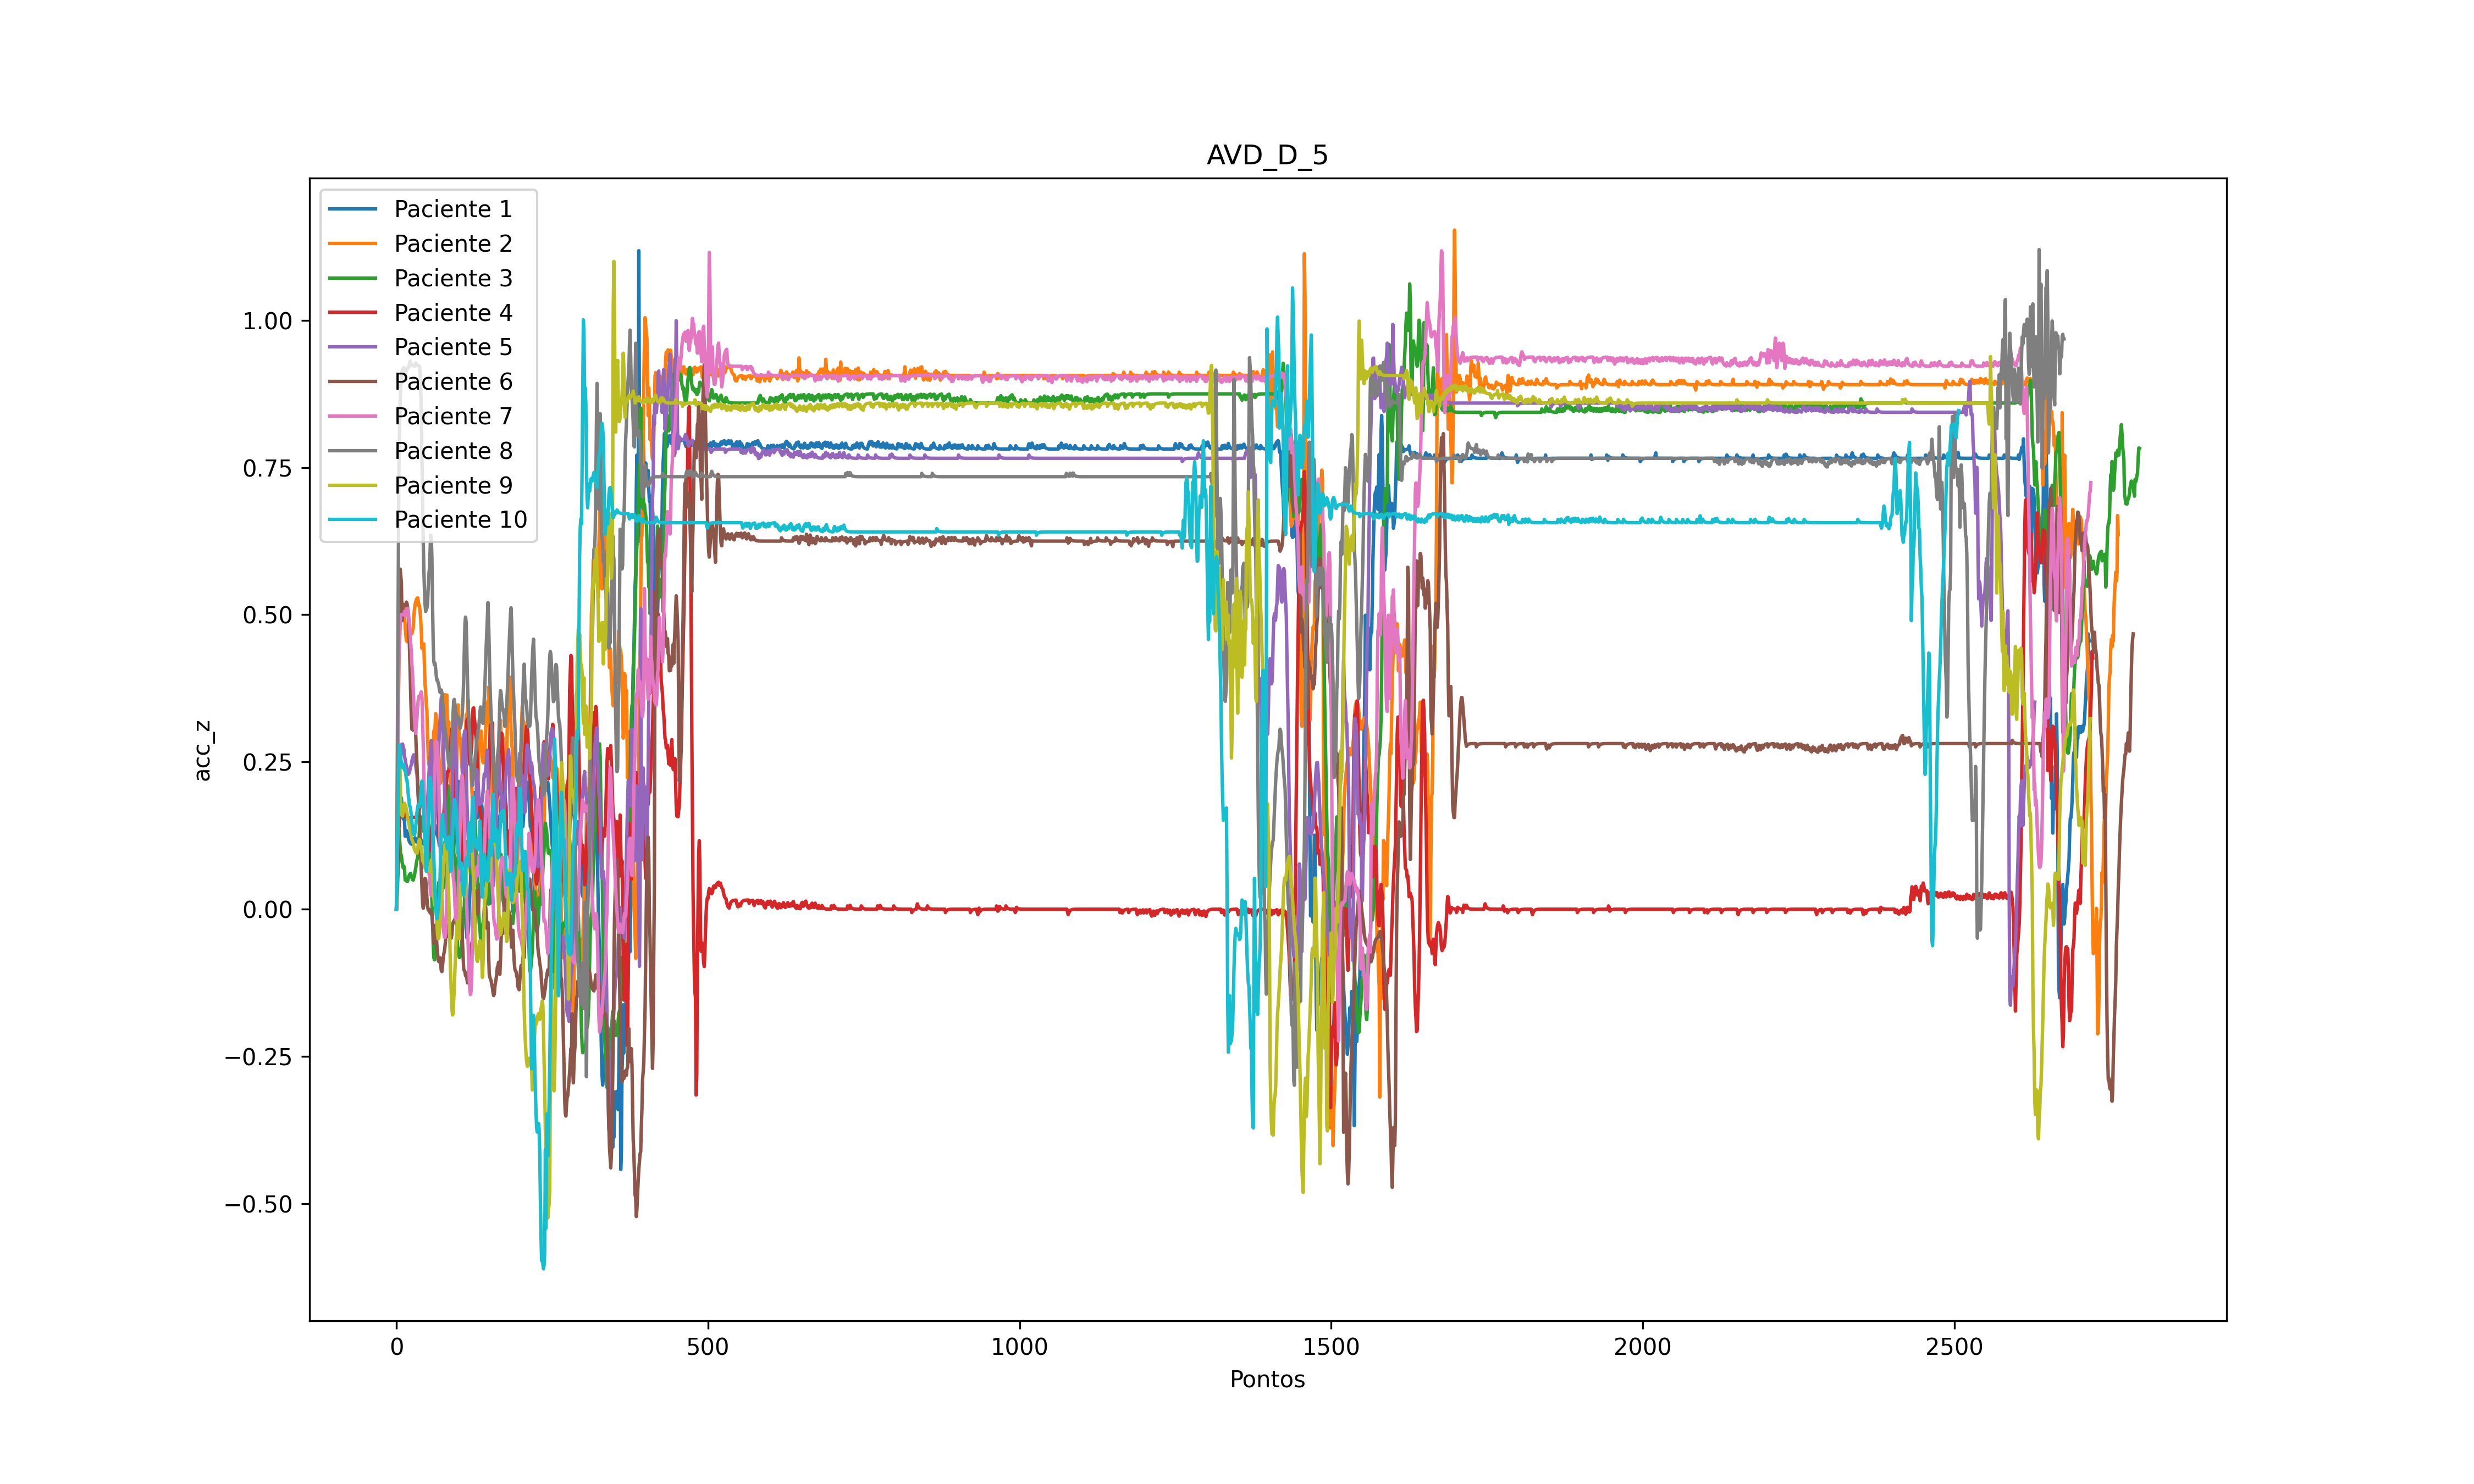 AVD_D_5
Paciente 1
Paciente 2
Paciente 3
Paciente 4
Paciente 5
Paciente 6
Paciente 7
Paciente 8
Paciente 9
Paciente 10
acc_z
1.00
0.75
0.50
0.25
0.00
−0.25
−0.50
0 500 1000 1500 2000 2500
Pontos